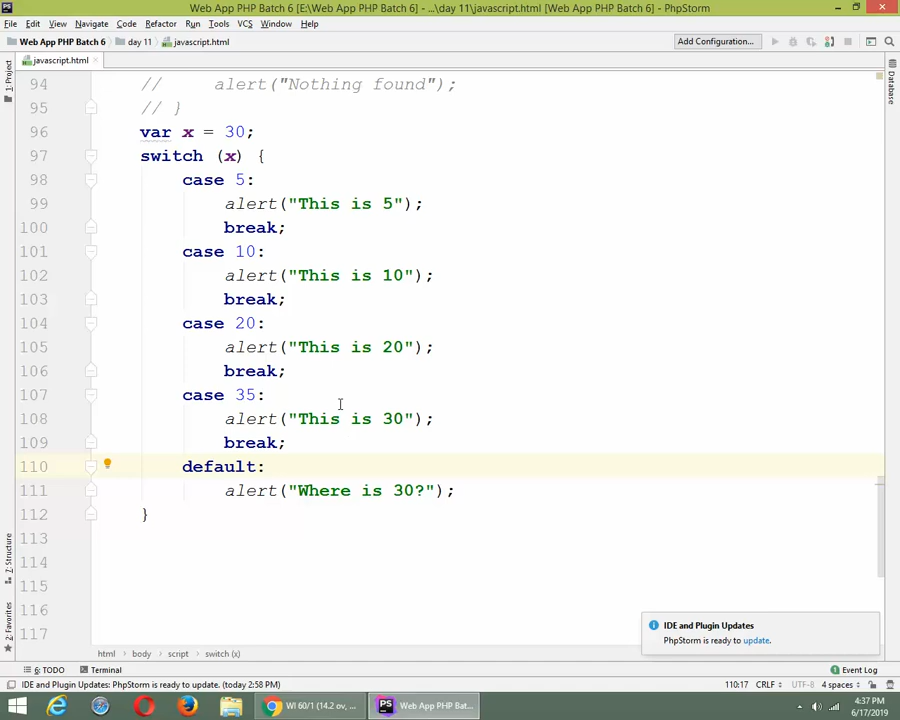 Web App PHP Batch 6 [E:\Web App PHP Batch 6] - ...\day 11\javascript.html [Web App PHP Batch 6] - PhpStorm
File Edit View Navigate Code Refactor Run Tools VCS Window Help
Web App PHP Batch 6 day 11 javascript.html Add Configuration...
javascript.html
1: Project
Database
94 // alert("Nothing found");
95 // }
96 var x = 30;
97 switch (x) {
98 case 5:
99 alert("This is 5");
100 break;
101 case 10:
102 alert("This is 10");
103 break;
104 case 20:
105 alert("This is 20");
106 break;
107 case 35:
108 alert("This is 30");
109 break;
110 default:
111 alert("Where is 30?");
112 }
113
114
115
116
117
7: Structure
2: Favorites
IDE and Plugin Updates
PhpStorm is ready to update.
html body script switch (x)
6: TODO Terminal Event Log
IDE and Plugin Updates: PhpStorm is ready to update. (today 2:58 PM) 110:17 CRLF UTF-8 4 spaces
WI 60/1 (14.2 ov, ... Web App PHP Bat...
4:37 PM
6/17/2019